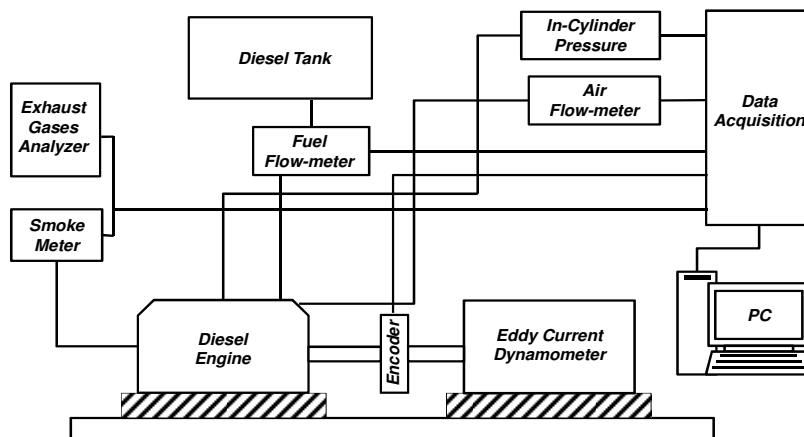 In-Cylinder
Pressure
Diesel Tank
Data
Acquisition
Exhaust
Gases
Analyzer
Air
Flow-meter
Fuel
Flow-meter
Smoke
Meter
Diesel
Engine
Encoder
Eddy Current
Dynamometer
PC